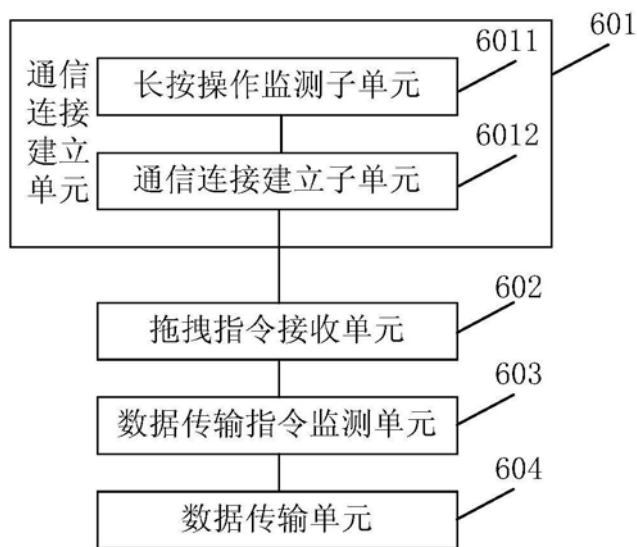 601
6011
通信
连接
建立
单元
长按操作监测子单元
6012
通信连接建立子单元
602
拖拽指令接收单元
603
数据传输指令监测单元
604
数据传输单元